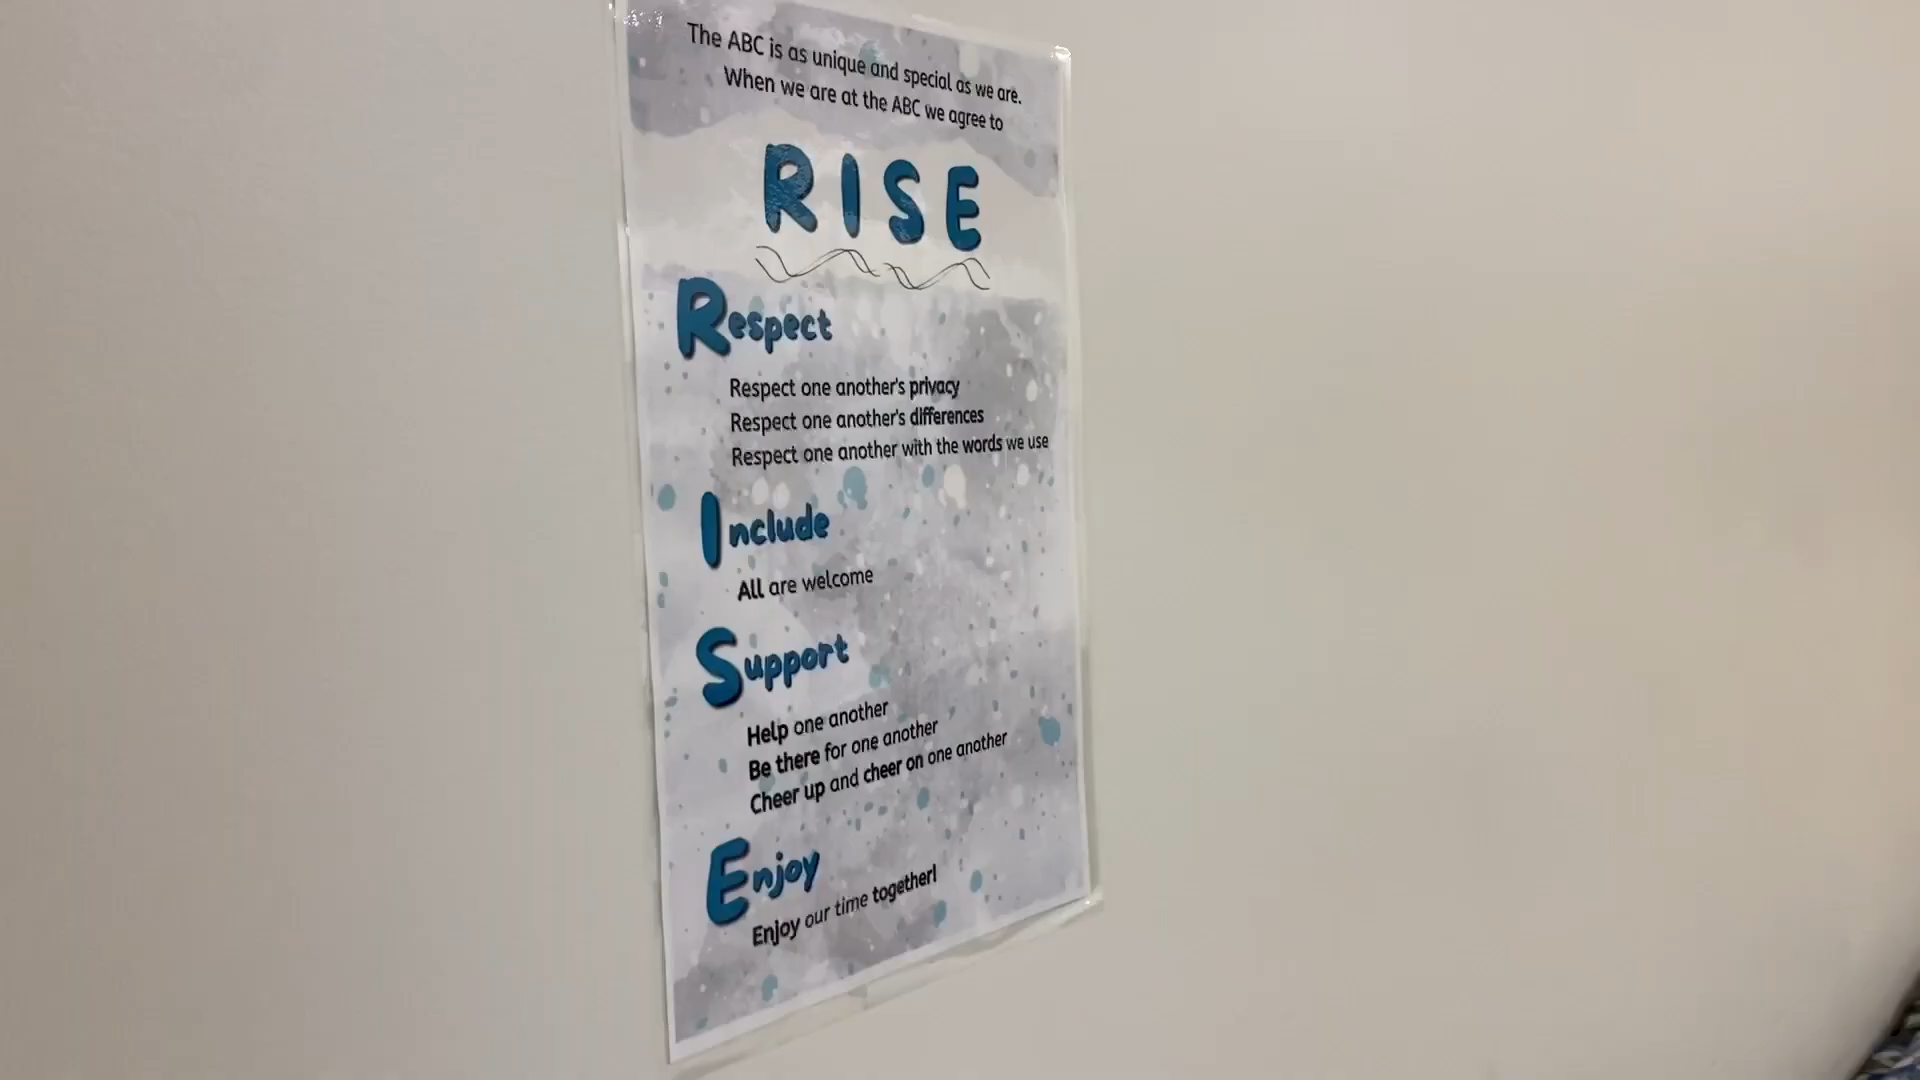 The ABC is as unique and special as we are.
When we are at the ABC we agree to
RISE
Respect
Respect one another's privacy
Respect one another's differences
Respect one another with the words we use
Include
All are welcome
Support
Help one another
Be there for one another
Cheer up and cheer on one another
Enjoy
Enjoy our time together!